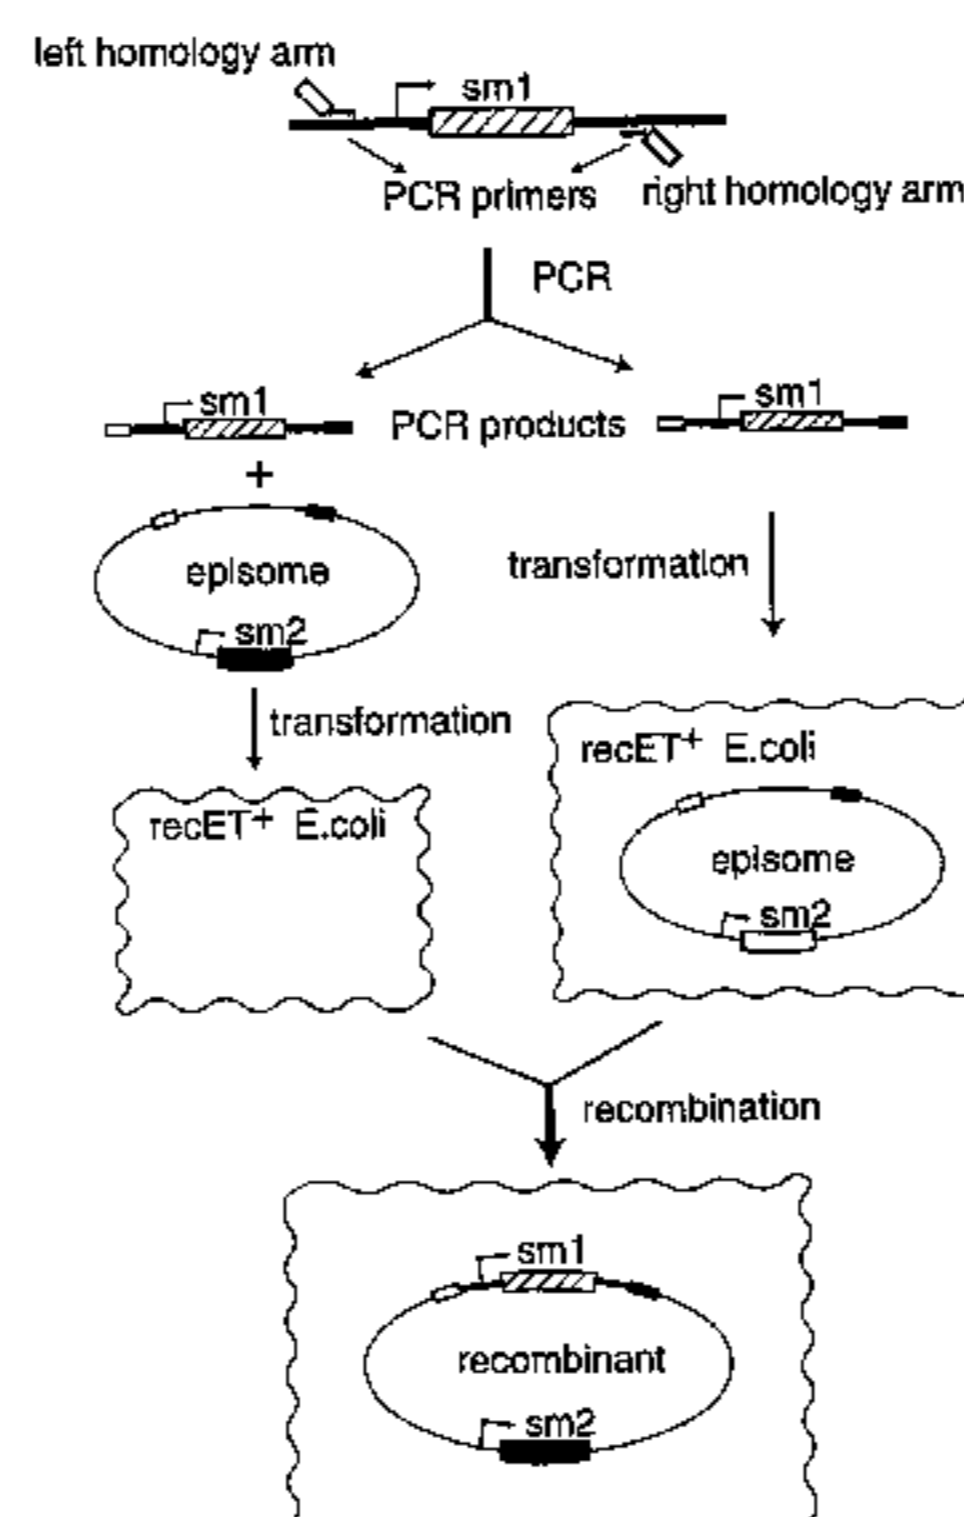 left homology arm
sm1
PCR primers
right homology arm
PCR
sm1
PCR products
sm1
+
episome
sm2
transformation
transformation
recET+ E.coli
recET+ E.coli
episome
sm2
recombination
sm1
recombinant
sm2